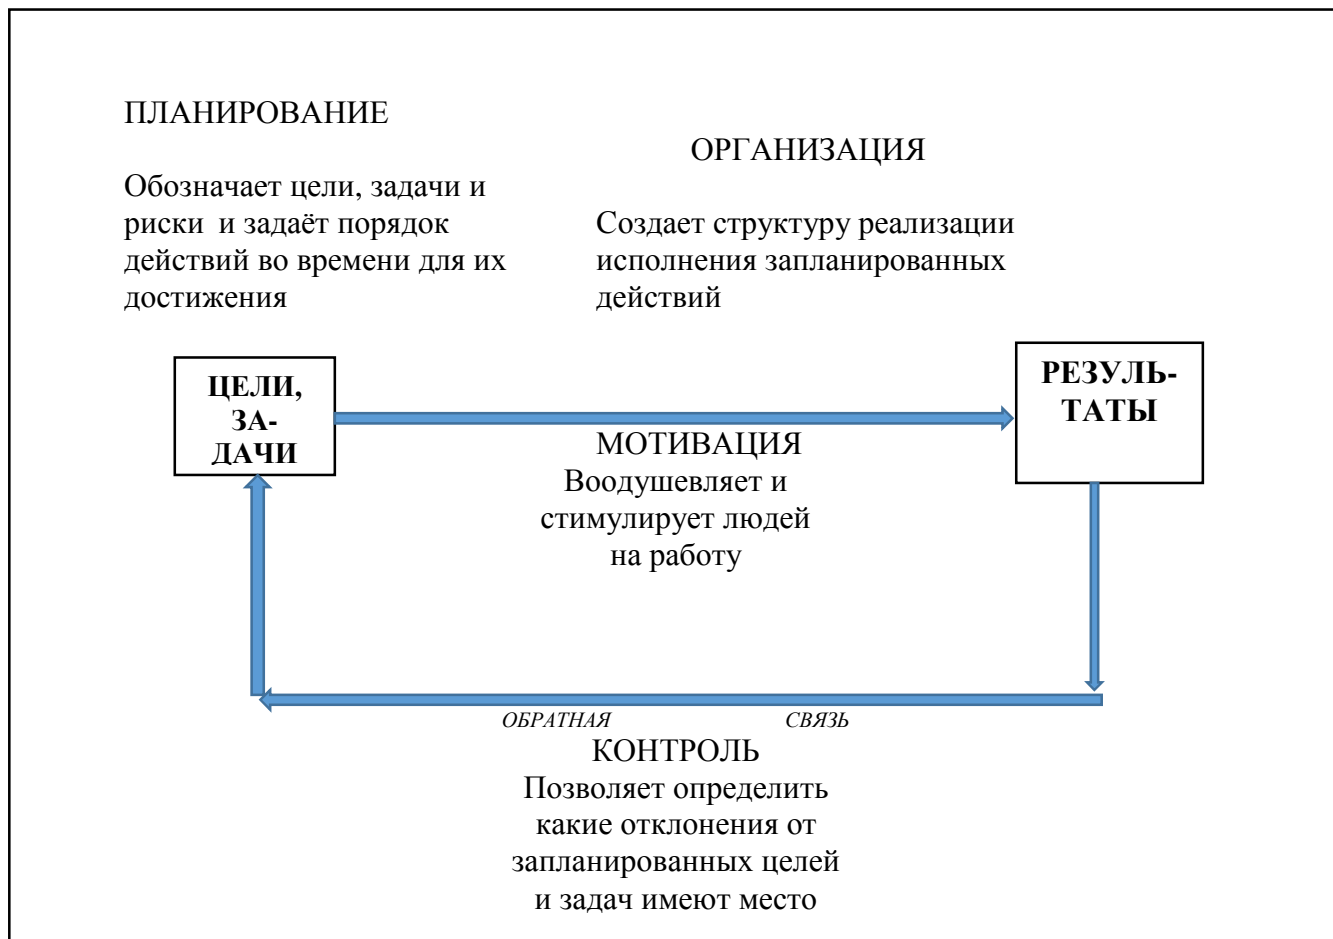 ПЛАНИРОВАНИЕ
Обозначает цели, задачи и
риски и задаёт порядок
действий во времени для их
достижения
ОРГАНИЗАЦИЯ
Создает структуру реализации
исполнения запланированных
действий
ЦЕЛИ,
ЗА-
ДАЧИ
РЕЗУЛЬ-
ТАТЫ
МОТИВАЦИЯ
Воодушевляет и
стимулирует людей
на работу
ОБРАТНАЯ СВЯЗЬ
КОНТРОЛЬ
Позволяет определить
какие отклонения от
запланированных целей
и задач имеют место